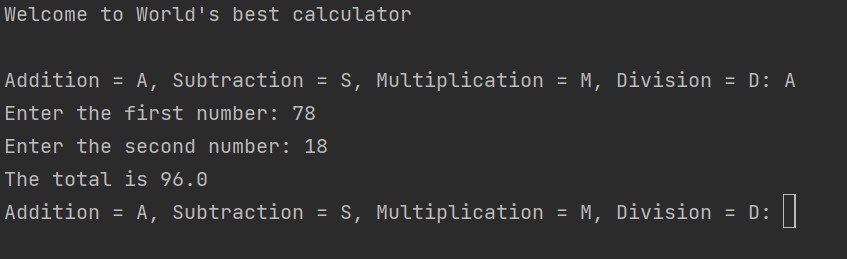 Welcome to World's best calculator
Addition = A, Subtraction = S, Multiplication = M, Division = D: A
Enter the first number: 78
Enter the second number: 18
The total is 96.0
Addition = A, Subtraction = S, Multiplication = M, Division = D: